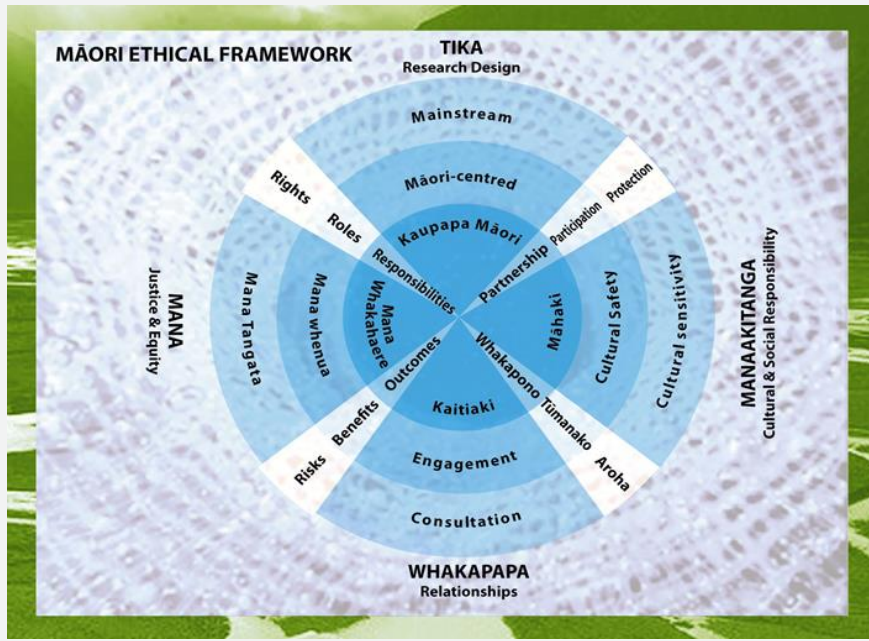 MĀORI ETHICAL FRAMEWORK
TIKA
Research Design
Mainstream
Māori-centred
Kaupapa Māori
Rights
Roles
Responsibilities
Protection
Participation
Partnership
MANA
Justice & Equity
Mana Tangata
Mana whenua
Mana
Whakahaere
Māhaki
Cultural Safety
Cultural sensitivity
MANAAKITANGA
Cultural & Social Responsibility
Outcomes
Benefits
Risks
Whakapono
Tūmanako
Aroha
Kaitiaki
Engagement
Consultation
WHAKAPAPA
Relationships